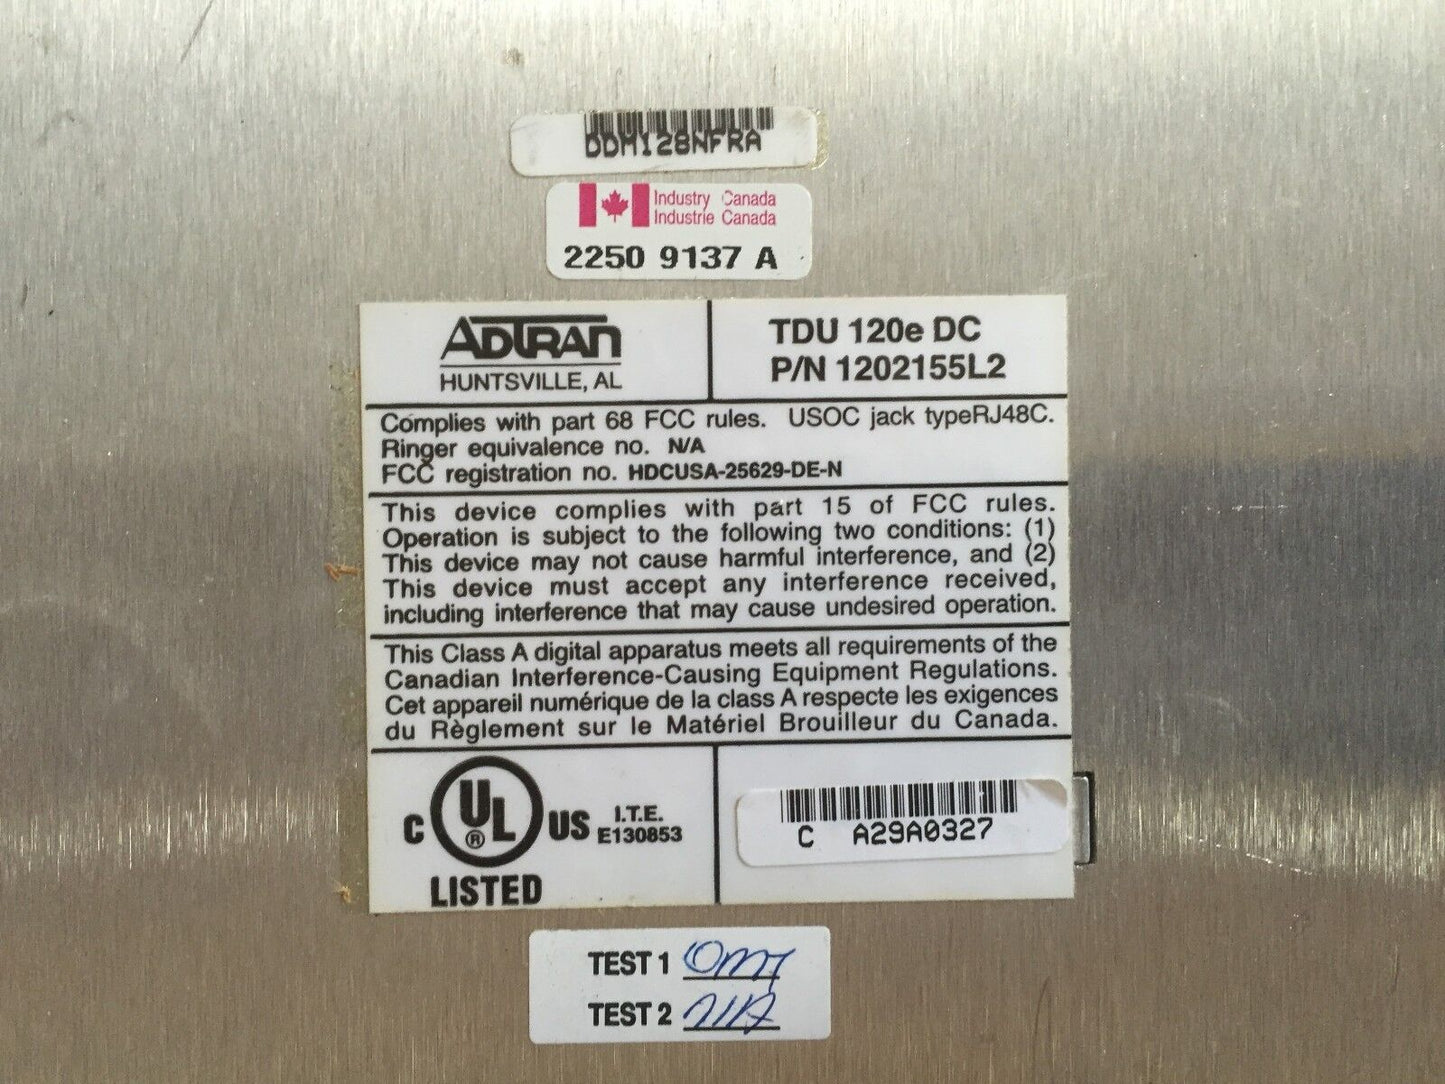 DDM128NFRA
Industry Canada
Industrie Canada
2250 9137 A
ADTRAN
HUNTSVILLE, AL
TDU 120e DC
P/N 1202155L2
Complies with part 68 FCC rules. USOC jack typeRJ48C.
Ringer equivalence no. N/A
FCC registration no. HDCUSA-25629-DE-N
This device complies with part 15 of FCC rules.
Operation is subject to the following two conditions: (1)
This device may not cause harmful interference, and (2)
This device must accept any interference received,
including interference that may cause undesired operation.
This Class A digital apparatus meets all requirements of the
Canadian Interference-Causing Equipment Regulations.
Cet appareil numérique de la class A respecte les exigences
du Règlement sur le Matériel Brouilleur du Canada.
C UL ® US
LISTED
I.T.E.
E130853
C A29A0327
TEST 1
TEST 2